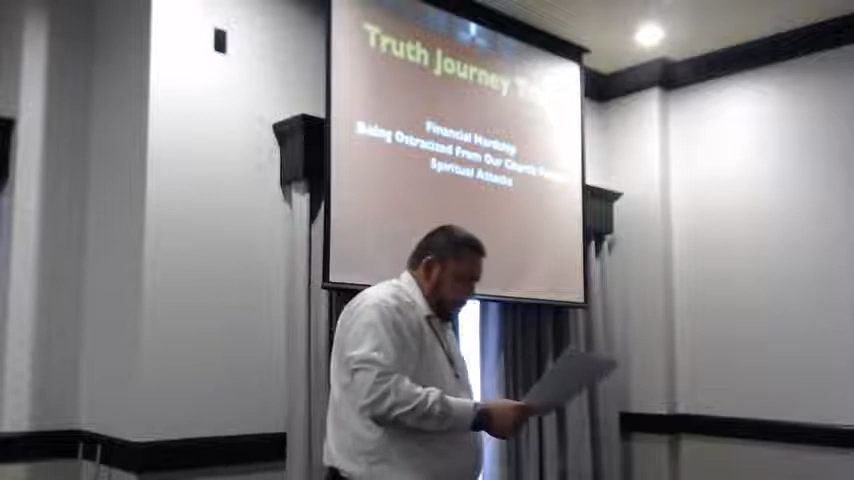 Truth Journey
Financial Hardship
Being Ostracized From Our Church
Spiritual Attacks